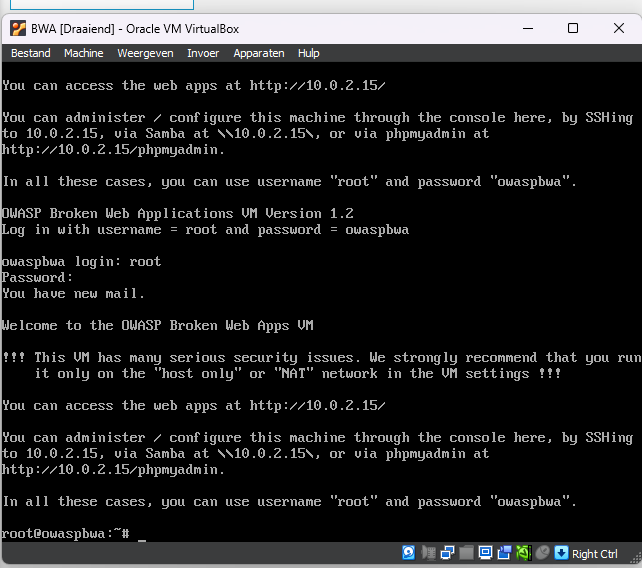 BWA [Draaiend] - Oracle VM VirtualBox
Bestand Machine Weergeven Invoer Apparaten Hulp
You can access the web apps at http://10.0.2.15/
You can administer / configure this machine through the console here, by SSHing
to 10.0.2.15, via Samba at \\10.0.2.15\, or via phpmyadmin at
http://10.0.2.15/phpmyadmin.
In all these cases, you can use username "root" and password "owaspbwa".
OWASP Broken Web Applications VM Version 1.2
Log in with username = root and password = owaspbwa
owaspbwa login: root
Password:
You have new mail.
Welcome to the OWASP Broken Web Apps VM
!!! This VM has many serious security issues. We strongly recommend that you run
it only on the "host only" or "NAT" network in the VM settings !!!
You can access the web apps at http://10.0.2.15/
You can administer / configure this machine through the console here, by SSHing
to 10.0.2.15, via Samba at \\10.0.2.15\, or via phpmyadmin at
http://10.0.2.15/phpmyadmin.
In all these cases, you can use username "root" and password "owaspbwa".
root@owaspbwa:~# _
Right Ctrl